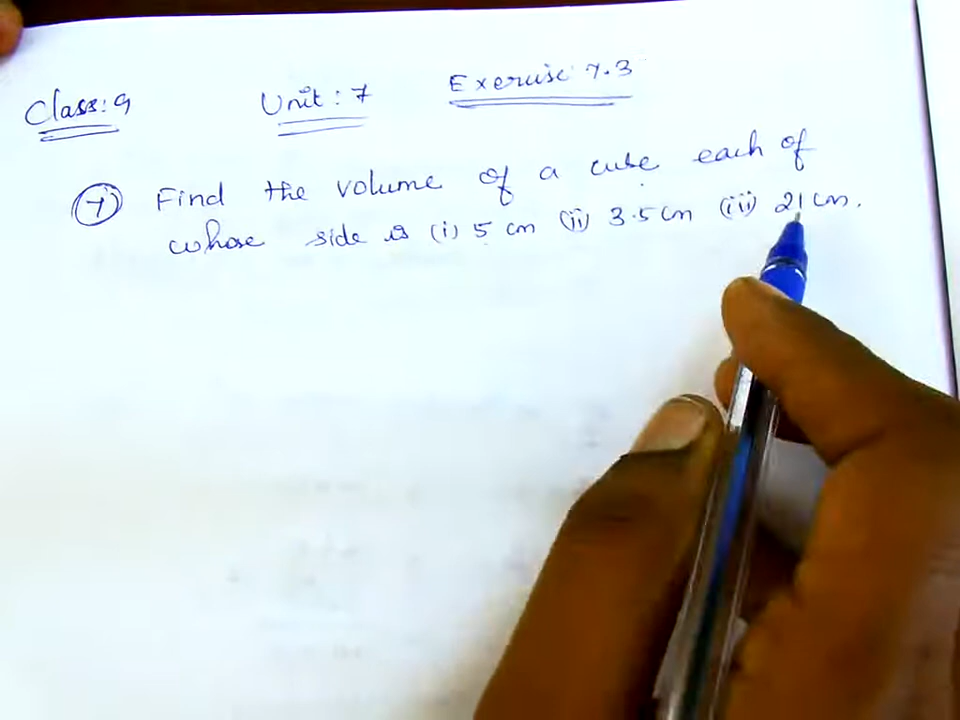 Class: 9 Unit : 7 Exercise 7.3
7 Find the volume of a cube each of
whose side is (i) 5 cm (ii) 3.5 cm (iii) 21 cm.